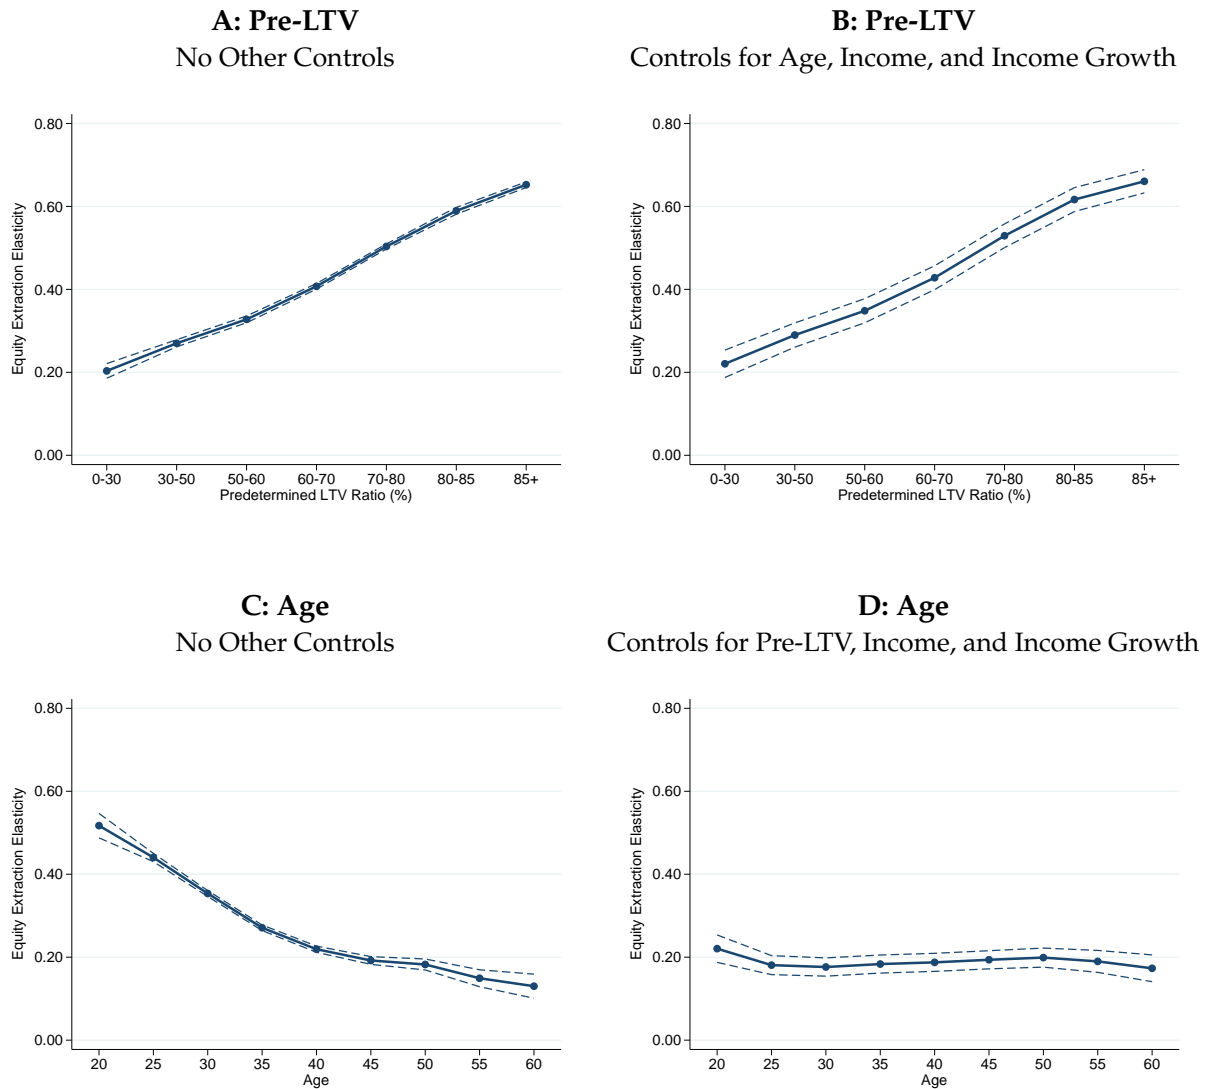 A: Pre-LTV
No Other Controls
0.80
0.60
0.40
0.20
0.00
Equity Extraction Elasticity
0-30 30-50 50-60 60-70 70-80 80-85 85+
Predetermined LTV Ratio (%)
B: Pre-LTV
Controls for Age, Income, and Income Growth
0.80
0.60
0.40
0.20
0.00
Equity Extraction Elasticity
0-30 30-50 50-60 60-70 70-80 80-85 85+
Predetermined LTV Ratio (%)
C: Age
No Other Controls
0.80
0.60
0.40
0.20
0.00
Equity Extraction Elasticity
20 25 30 35 40 45 50 55 60
Age
D: Age
Controls for Pre-LTV, Income, and Income Growth
0.80
0.60
0.40
0.20
0.00
Equity Extraction Elasticity
20 25 30 35 40 45 50 55 60
Age